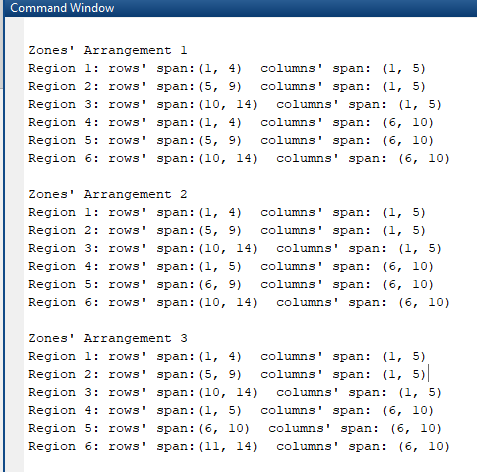 Command Window
Zones' Arrangement 1
Region 1: rows' span:(1, 4)  columns' span: (1, 5)
Region 2: rows' span:(5, 9)  columns' span: (1, 5)
Region 3: rows' span:(10, 14)  columns' span: (1, 5)
Region 4: rows' span:(1, 4)  columns' span: (6, 10)
Region 5: rows' span:(5, 9)  columns' span: (6, 10)
Region 6: rows' span:(10, 14)  columns' span: (6, 10)
Zones' Arrangement 2
Region 1: rows' span:(1, 4)  columns' span: (1, 5)
Region 2: rows' span:(5, 9)  columns' span: (1, 5)
Region 3: rows' span:(10, 14)  columns' span: (1, 5)
Region 4: rows' span:(1, 5)  columns' span: (6, 10)
Region 5: rows' span:(6, 9)  columns' span: (6, 10)
Region 6: rows' span:(10, 14)  columns' span: (6, 10)
Zones' Arrangement 3
Region 1: rows' span:(1, 4)  columns' span: (1, 5)
Region 2: rows' span:(5, 9)  columns' span: (1, 5)
Region 3: rows' span:(10, 14)  columns' span: (1, 5)
Region 4: rows' span:(1, 5)  columns' span: (6, 10)
Region 5: rows' span:(6, 10)  columns' span: (6, 10)
Region 6: rows' span:(11, 14)  columns' span: (6, 10)